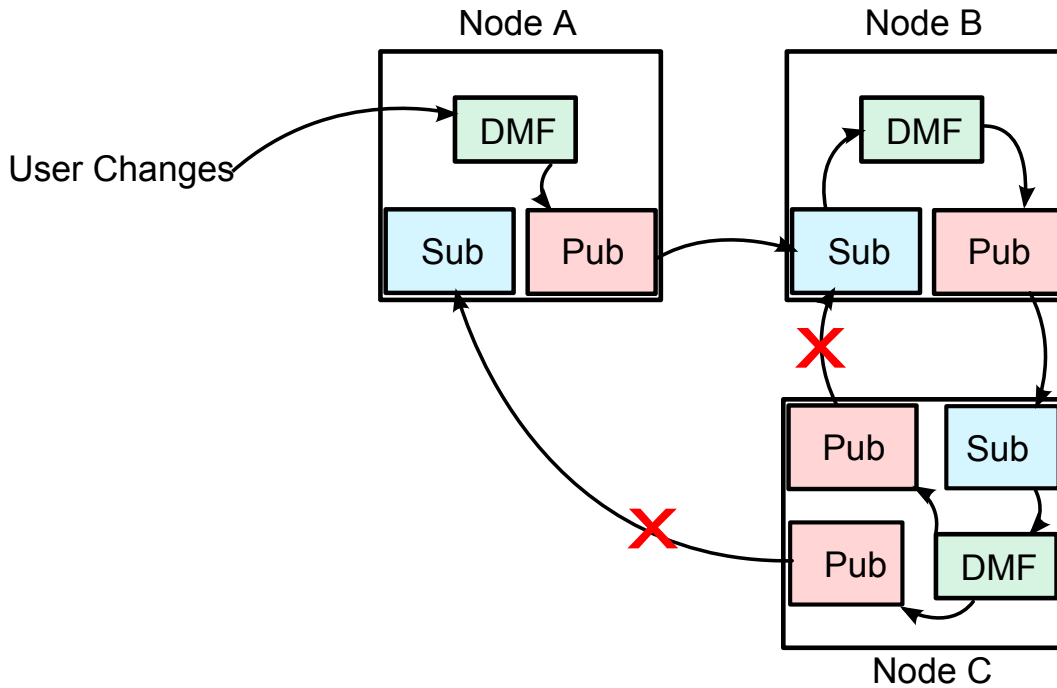 Node A
Node B
DMF
DMF
User Changes
Sub
Pub
Sub
Pub
Pub
Sub
Pub
DMF
Node C